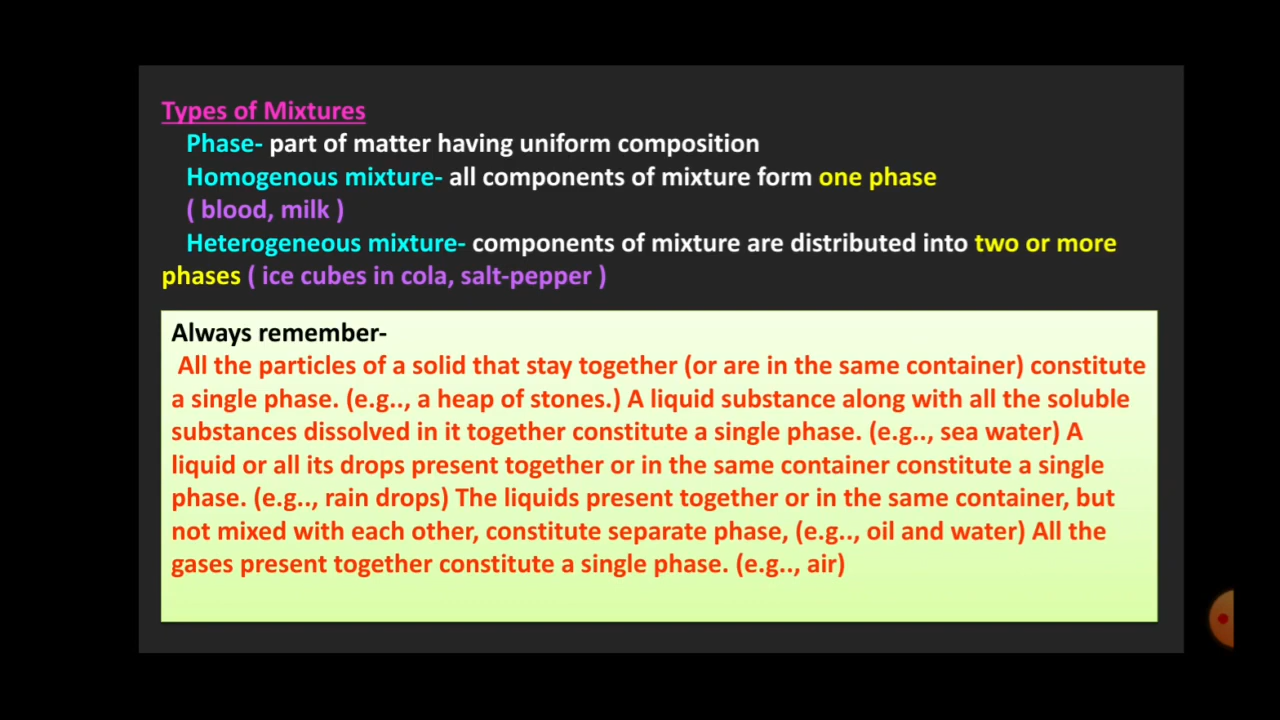 Types of Mixtures
Phase- part of matter having uniform composition
Homogenous mixture- all components of mixture form one phase
( blood, milk )
Heterogeneous mixture- components of mixture are distributed into two or more
phases ( ice cubes in cola, salt-pepper )
Always remember-
All the particles of a solid that stay together (or are in the same container) constitute
a single phase. (e.g.., a heap of stones.) A liquid substance along with all the soluble
substances dissolved in it together constitute a single phase. (e.g.., sea water) A
liquid or all its drops present together or in the same container constitute a single
phase. (e.g.., rain drops) The liquids present together or in the same container, but
not mixed with each other, constitute separate phase, (e.g.., oil and water) All the
gases present together constitute a single phase. (e.g.., air)